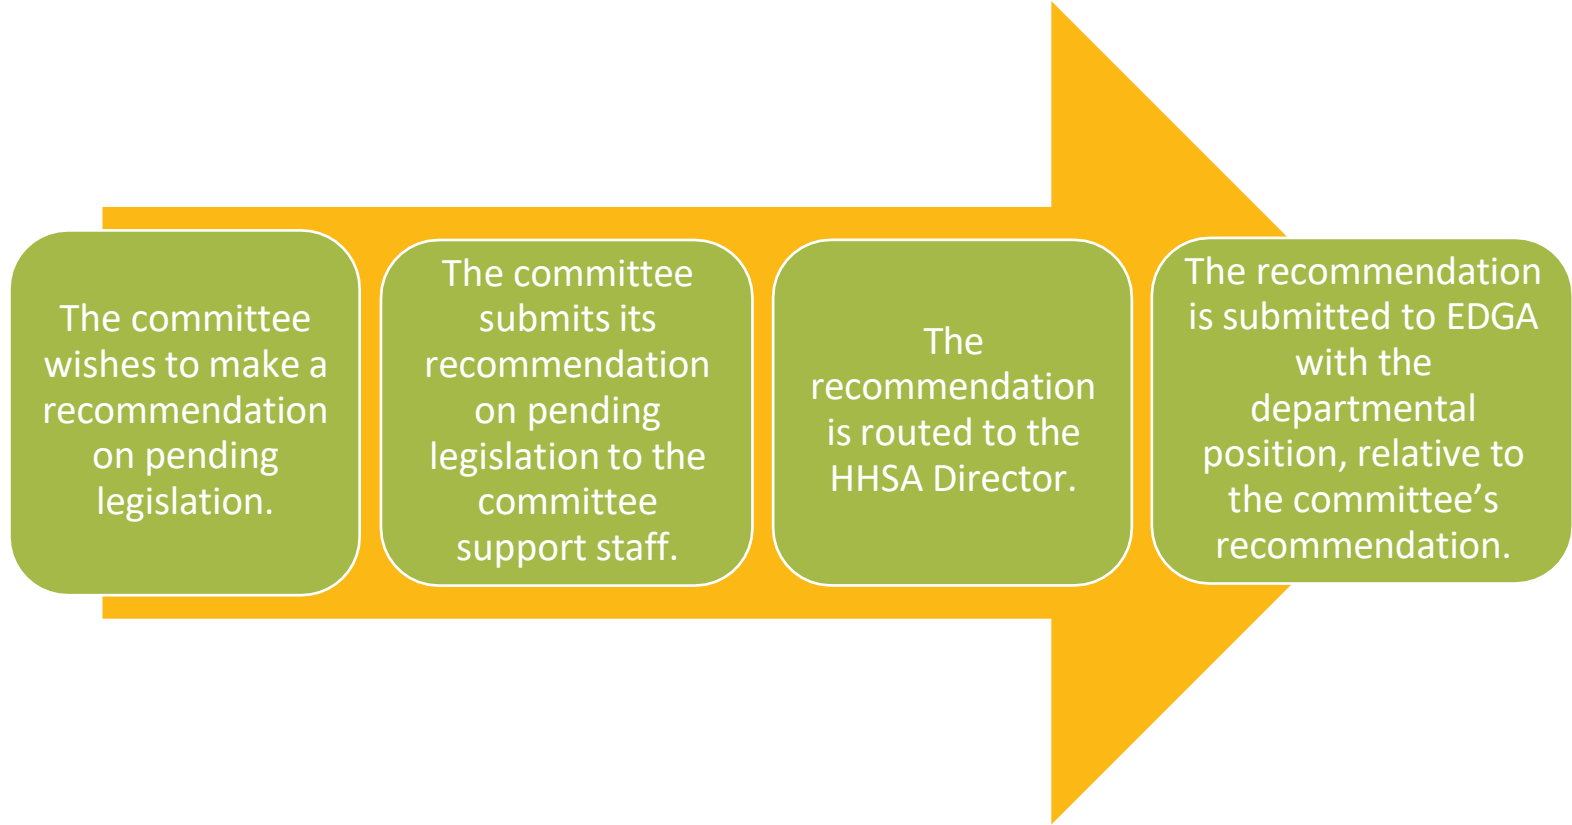 The committee
wishes to make a
recommendation
on pending
legislation.
The committee
submits its
recommendation
on pending
legislation to the
committee
support staff.
The
recommendation
is routed to the
HHSA Director.
The recommendation
is submitted to EDGA
with the
departmental
position, relative to
the committee’s
recommendation.